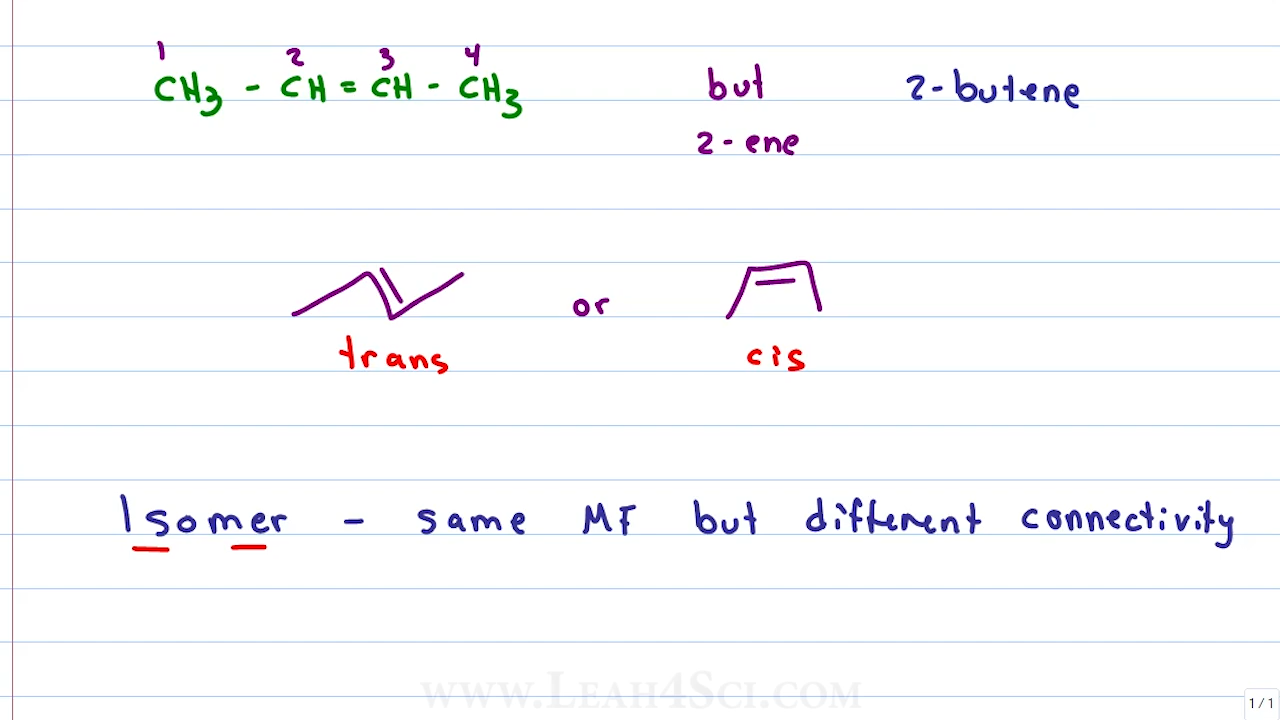 1 2 3 4
CH3 - CH = CH - CH3 but 2-butene
2-ene
or
trans cis
Isomer - same MF but different connectivity
www.Leah4Sci.com
1/1